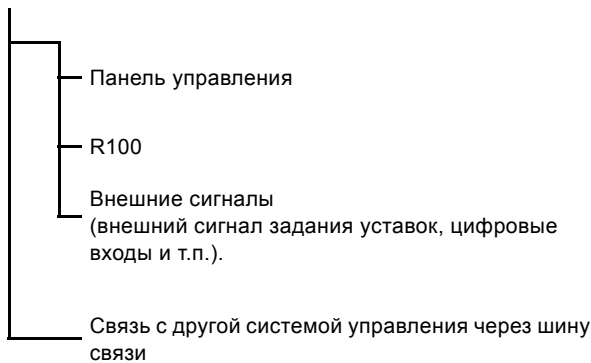 Панель управления
R100
Внешние сигналы
(внешний сигнал задания уставок, цифровые
входы и т.п.).
Связь с другой системой управления через шину
связи